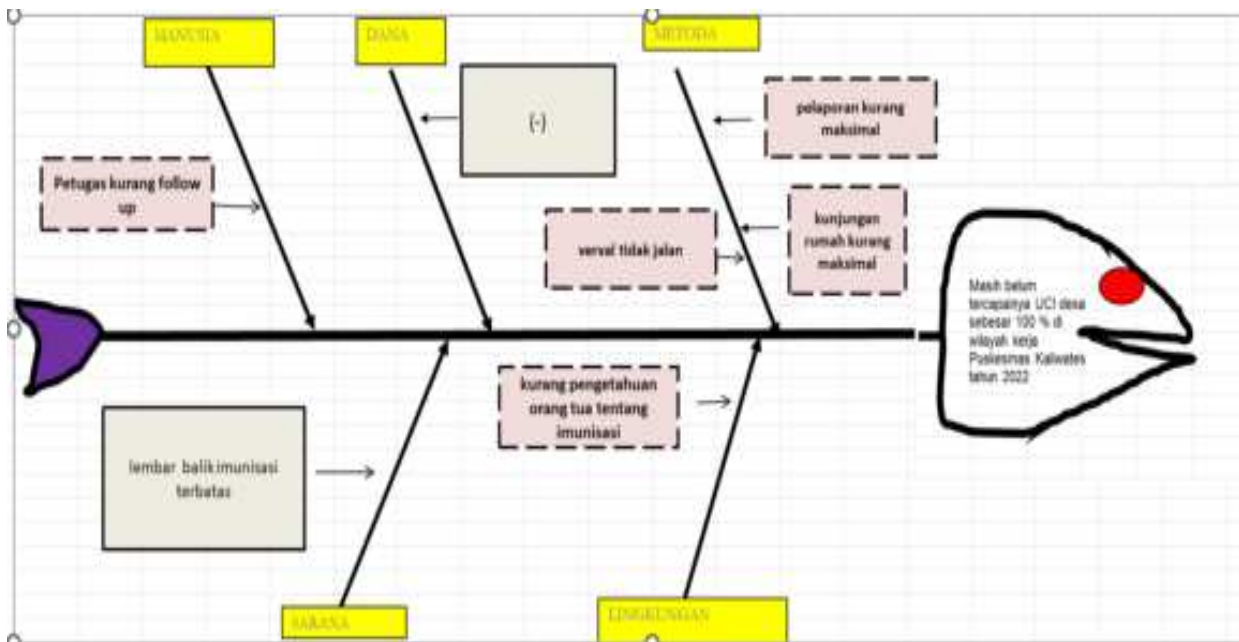 MANUSIA
DANA
METODA
(-)
pelaporan kurang
maksimal
Petugas kurang follow
up
verval tidak jalan
kunjungan
rumah kurang
maksimal
Masih belum
tercapainya UCI desa
sebesar 100 % di
wilayah kerja
Puskesmas Kaliwates
tahun 2022
kurang pengetahuan
orang tua tentang
imunisasi
lembar balik imunisasi
terbatas
SARANA
LINGKUNGAN